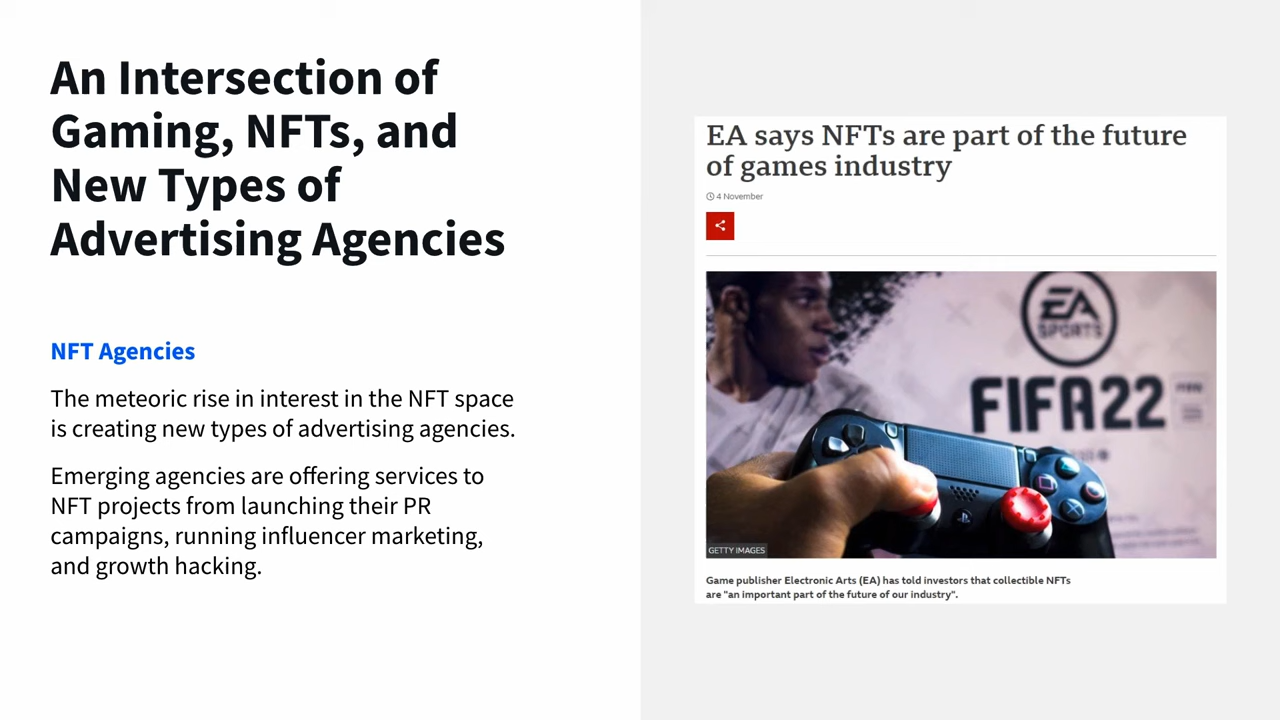 An Intersection of
Gaming, NFTs, and
New Types of
Advertising Agencies
NFT Agencies
The meteoric rise in interest in the NFT space
is creating new types of advertising agencies.
Emerging agencies are offering services to
NFT projects from launching their PR
campaigns, running influencer marketing,
and growth hacking.
EA says NFTs are part of the future
of games industry
4 November
EA
SPORTS
FIFA22
GETTY IMAGES
Game publisher Electronic Arts (EA) has told investors that collectible NFTs
are "an important part of the future of our industry".